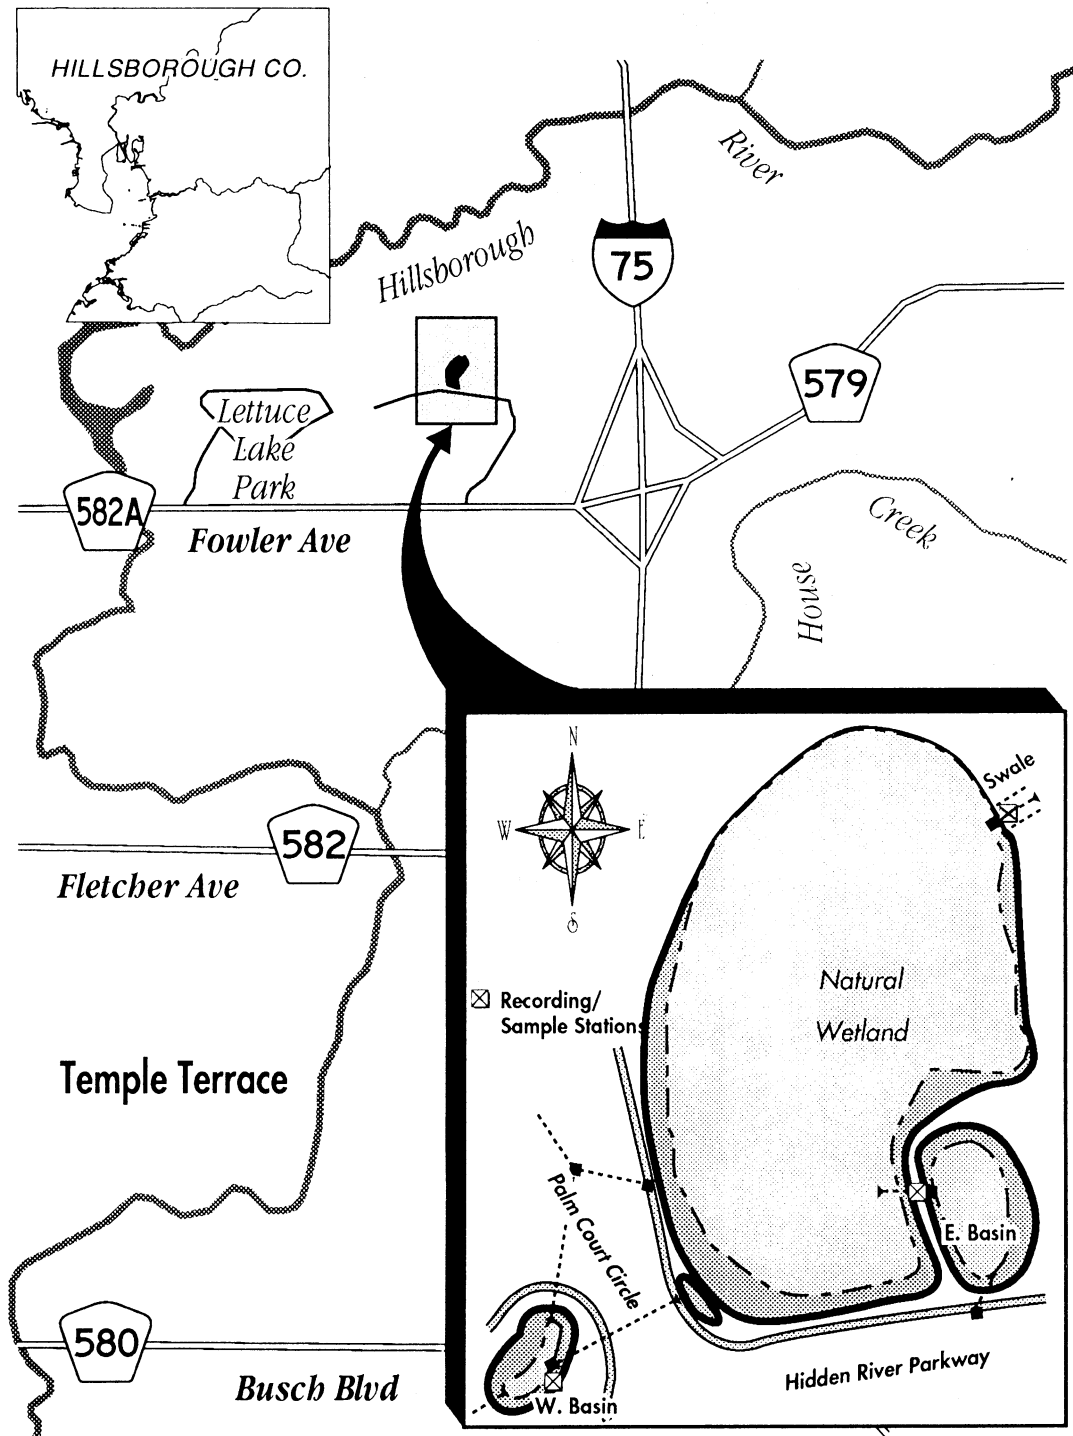 HILLSBOROUGH CO.
River
Hillsborough
75
579
Lettuce
Lake
Park
582A
Fowler Ave
Creek
House
582
Fletcher Ave
Temple Terrace
580
Busch Blvd
N
W
E
S
Swale
Natural
Wetland
Recording/
Sample Stations
Palm Court Circle
E. Basin
W. Basin
Hidden River Parkway